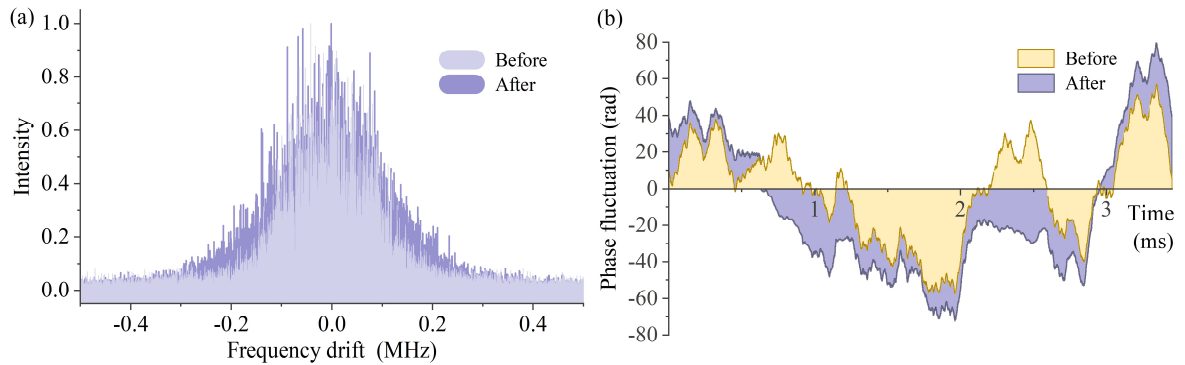 (a)
1.0
0.8
0.6
0.4
0.2
0.0
Intensity
Before
After
-0.4
-0.2
0.0
0.2
0.4
Frequency drift (MHz)
(b)
80
60
40
20
0
-20
-40
-60
-80
Phase fluctuation (rad)
Before
After
1
2
3
Time
(ms)